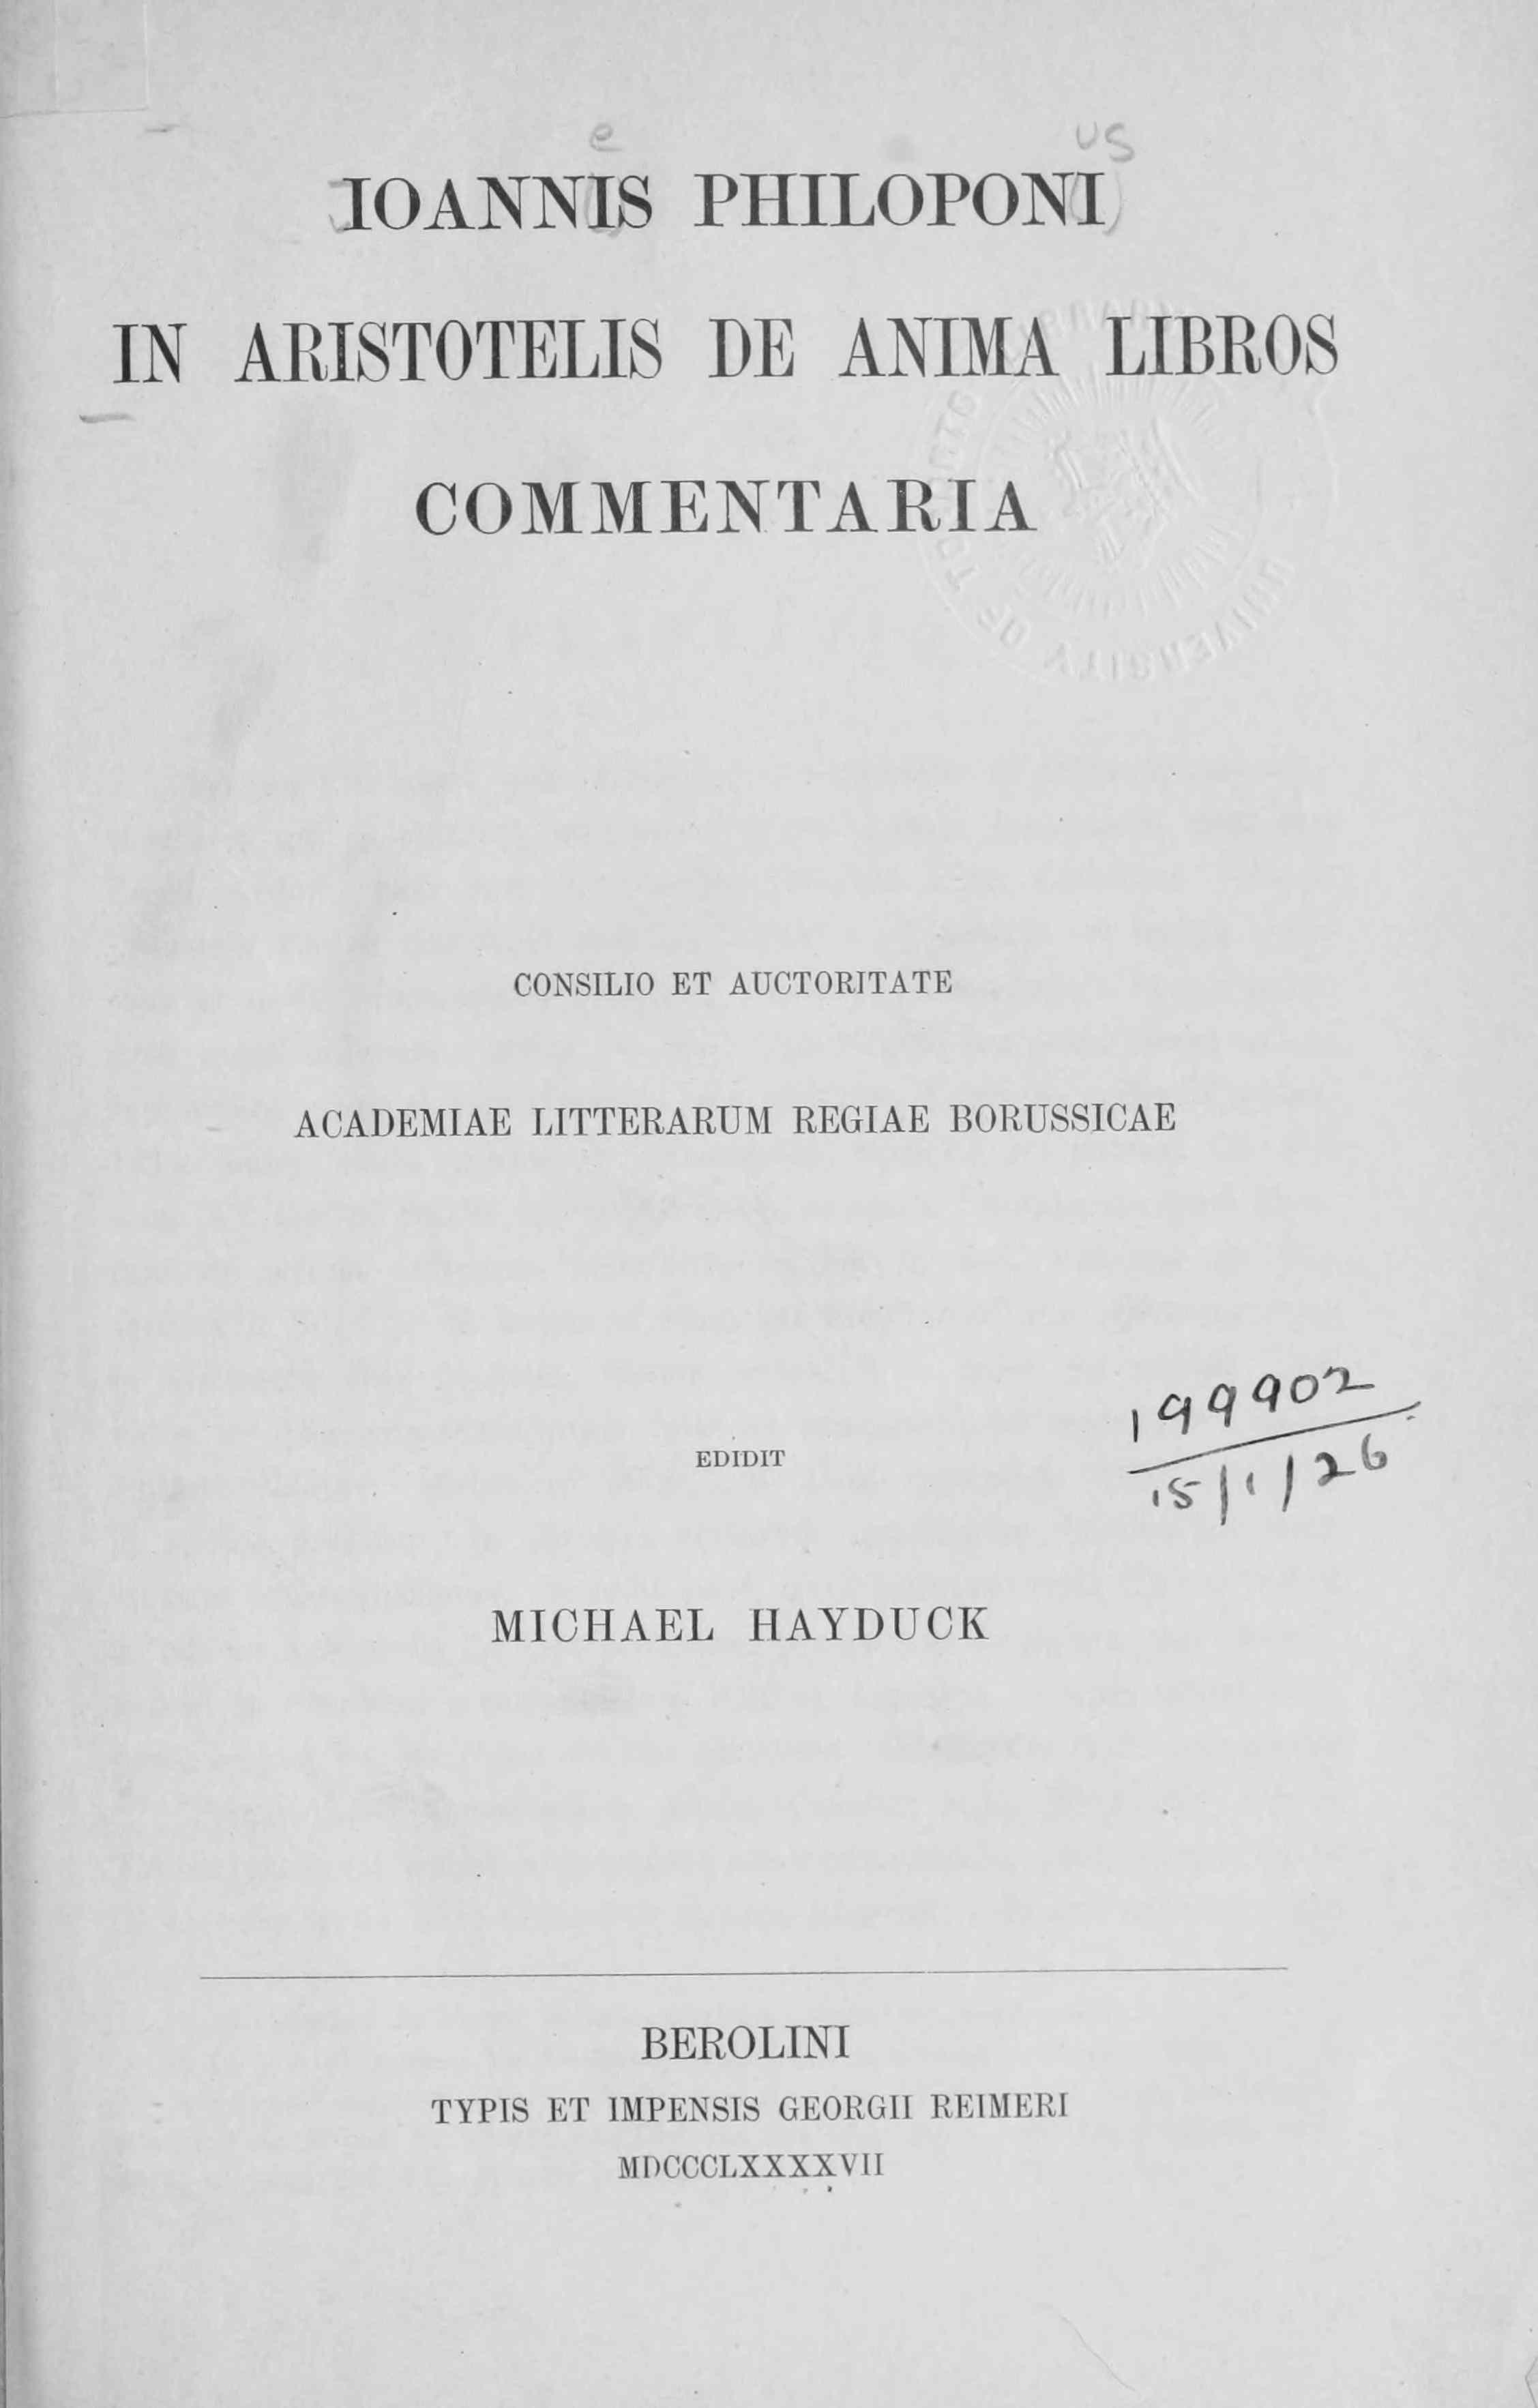 e us
IOANNIS PHILOPONI
IN ARISTOTELIS DE ANIMA LIBROS
COMMENTARIA
UNIVERSITY OF TORONTO
CONSILIO ET AUCTORITATE
ACADEMIAE LITTERARUM REGIAE BORUSSICAE
EDIDIT
199902
15/1/26
MICHAEL HAYDUCK
BEROLINI
TYPIS ET IMPENSIS GEORGII REIMERI
MDCCCLXXXXVII